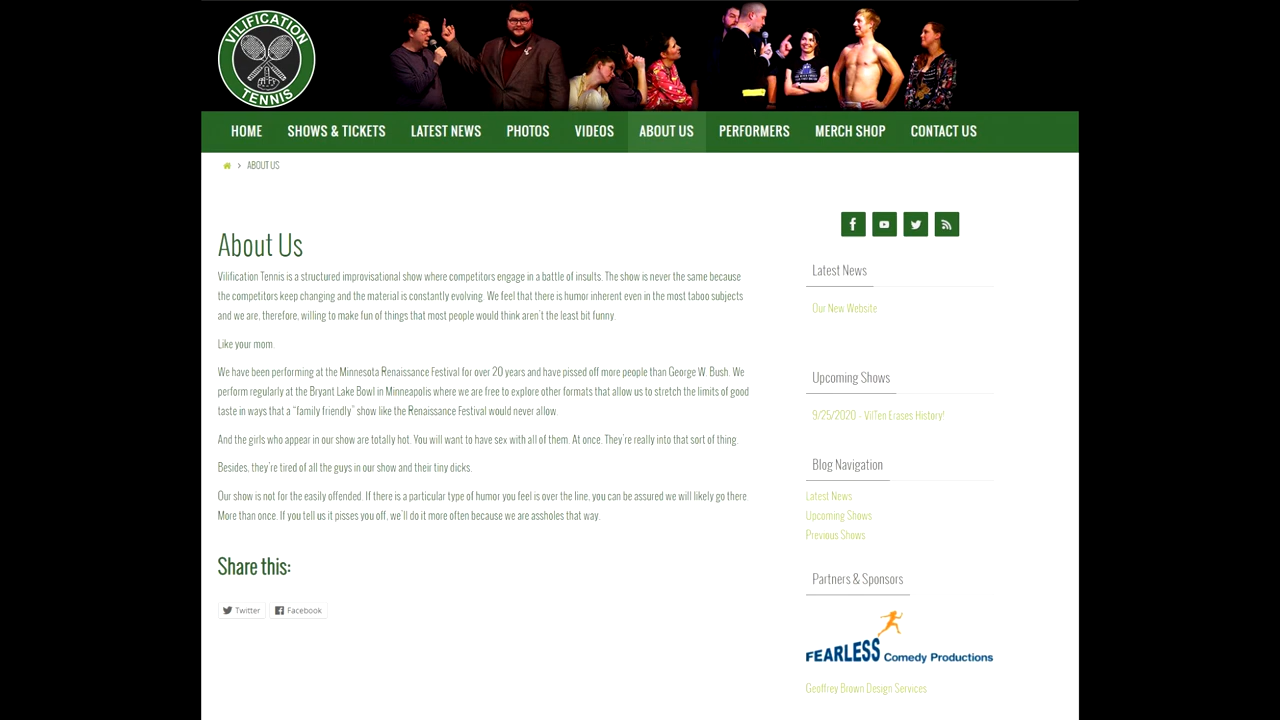 VILIFICATION
TENNIS
HOME
SHOWS & TICKETS
LATEST NEWS
PHOTOS
VIDEOS
ABOUT US
PERFORMERS
MERCH SHOP
CONTACT US
ABOUT US
About Us
Vilification Tennis is a structured improvisational show where competitors engage in a battle of insults. The show is never the same because
the competitors keep changing and the material is constantly evolving. We feel that there is humor inherent even in the most taboo subjects
and we are, therefore, willing to make fun of things that most people would think aren't the least bit funny.
Like your mom.
We have been performing at the Minnesota Renaissance Festival for over 20 years and have pissed off more people than George W. Bush. We
perform regularly at the Bryant Lake Bowl in Minneapolis where we are free to explore other formats that allow us to stretch the limits of good
taste in ways that a "family friendly" show like the Renaissance Festival would never allow.
And the girls who appear in our show are totally hot. You will want to have sex with all of them. At once. They're really into that sort of thing.
Besides, they're tired of all the guys in our show and their tiny dicks.
Our show is not for the easily offended. If there is a particular type of humor you feel is over the line, you can be assured we will likely go there.
More than once. If you tell us it pisses you off, we'll do it more often because we are assholes that way.
Share this:
Twitter
Facebook
Latest News
Our New Website
Upcoming Shows
9/25/2020 - VilTen Erases History!
Blog Navigation
Latest News
Upcoming Shows
Previous Shows
Partners & Sponsors
FEARLESS Comedy Productions
Geoffrey Brown Design Services